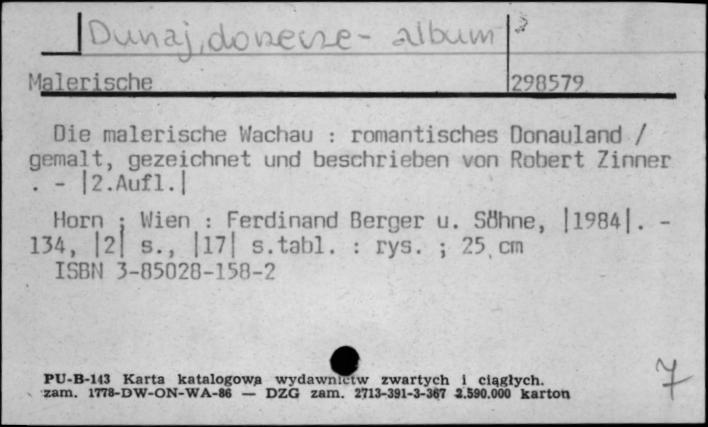 Dunaj, dorzecze - album
Malerische 298579
Die malerische Wachau : romantisches Donauland /
gemalt, gezeichnet und beschrieben von Robert Zinner
. - |2.Aufl.|
Horn ; Wien : Ferdinand Berger u. Söhne, |1984|. -
134, |2| s., |17| s.tabl. : rys. ; 25 cm
ISBN 3-85028-158-2
PU-B-143 Karta katalogowa wydawnictw zwartych i ciągłych.
zam. 1778-DW-ON-WA-86 — DZG zam. 2713-391-3-367 2.590.000 karton
7